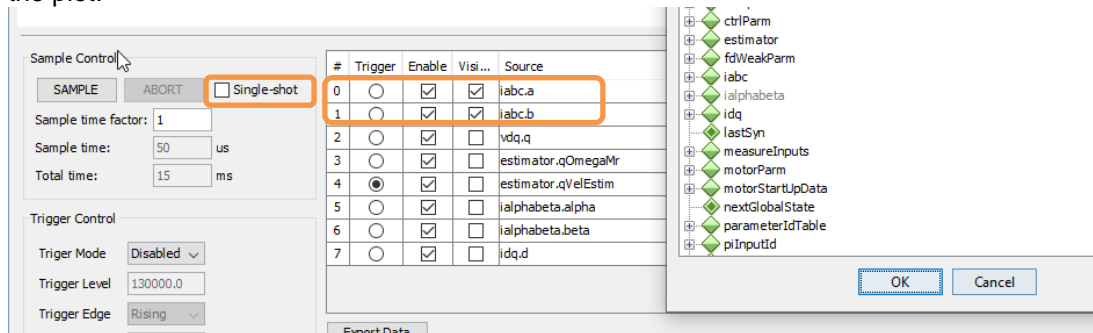 the plot.
Sample Control
SAMPLE ABORT Single-shot
Sample time factor: 1
Sample time: 50 us
Total time: 15 ms
Trigger Control
Triger Mode Disabled
Trigger Level 130000.0
Trigger Edge Rising
# Trigger Enable Visi... Source
0 iabc.a
1 iabc.b
2 vdq.q
3 estimator.qOmegaMr
4 estimator.qVelEstim
5 ialphabeta.alpha
6 ialphabeta.beta
7 idq.d
Export Data
ctrlParm
estimator
fdWeakParm
iabc
ialphabeta
idq
lastSyn
measureInputs
motorParm
motorStartUpData
nextGlobalState
parameterIdTable
piInputId
OK Cancel